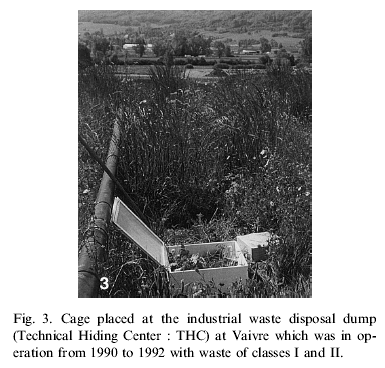 3
Fig. 3. Cage placed at the industrial waste disposal dump
(Technical Hiding Center : THC) at Vaivre which was in op-
eration from 1990 to 1992 with waste of classes I and II.